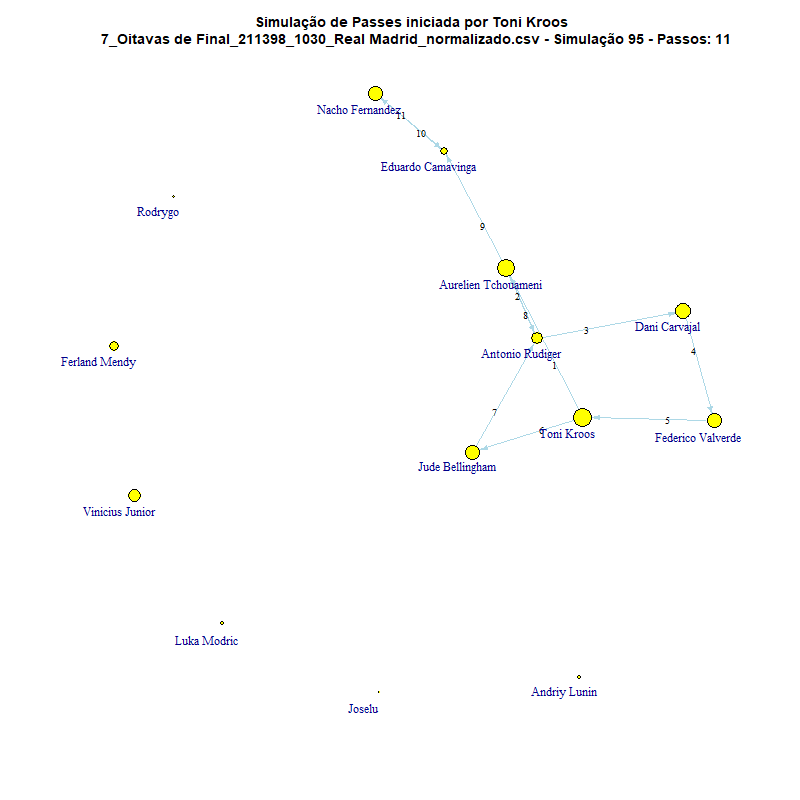 Simulação de Passes iniciada por Toni Kroos
7_Oitavas de Final_211398_1030_Real Madrid_normalizado.csv - Simulação 95 - Passos: 11
Nacho Fernandez
11
10
Eduardo Camavinga
Rodrygo
9
Aurelien Tchouameni
2
8
Dani Carvajal
3
Antonio Rudiger
4
Ferland Mendy
1
7
5
6
Toni Kroos
Federico Valverde
Jude Bellingham
Vinicius Junior
Luka Modric
Andriy Lunin
Joselu